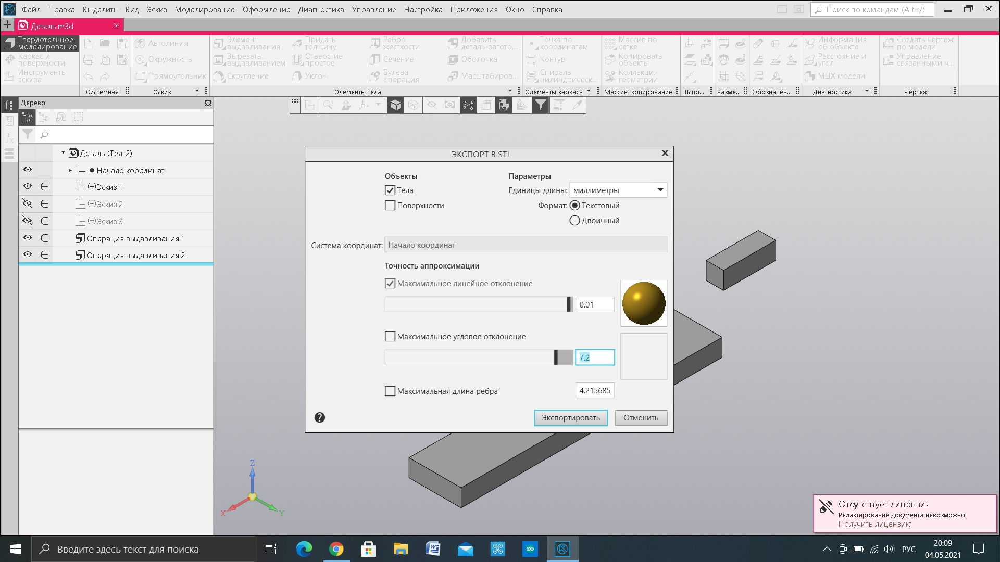 Файл Правка Выделить Вид Эскиз Моделирование Оформление Диагностика Управление Настройка Приложения Окно Справка
Поиск по командам (Alt+/)
Деталь.m3d
Твердотельное моделирование
Каркас и поверхности
Инструменты эскиза
Системная
Автолиния
Окружность
Прямоугольник
Эскиз
Элемент выдавливания
Вырезать выдавливанием
Скругление
Придать толщину
Отверстие простое
Уклон
Ребро жесткости
Сечение
Булева операция
Добавить деталь-загото...
Оболочка
Масштабиров...
Элементы тела
Точка по координатам
Контур
Спираль цилиндрическ...
Элементы каркаса
Массив по сетке
Копировать объекты
Коллекция геометрии
Массив, копирование
Вспо...
Разме...
Обозначен...
Информация об объекте
Расстояние и угол
МЦХ модели
Диагностика
Создать чертеж по модели
Управление связанными ч...
Чертеж
Дерево
Деталь (Тел-2)
Начало координат
(–)Эскиз:1
(–)Эскиз:2
(–)Эскиз:3
Операция выдавливания:1
Операция выдавливания:2
ЭКСПОРТ В STL
Объекты
Тела
Поверхности
Параметры
Единицы длины: миллиметры
Формат: Текстовый
Двоичный
Система координат: Начало координат
Точность аппроксимации
Максимальное линейное отклонение
0.01
Максимальное угловое отклонение
7.2
Максимальная длина ребра 4.215685
Экспортировать Отменить
Z
X
Y
Отсутствует лицензия
Редактирование документа невозможно
Получить лицензию
Введите здесь текст для поиска
РУС
20:09
04.05.2021